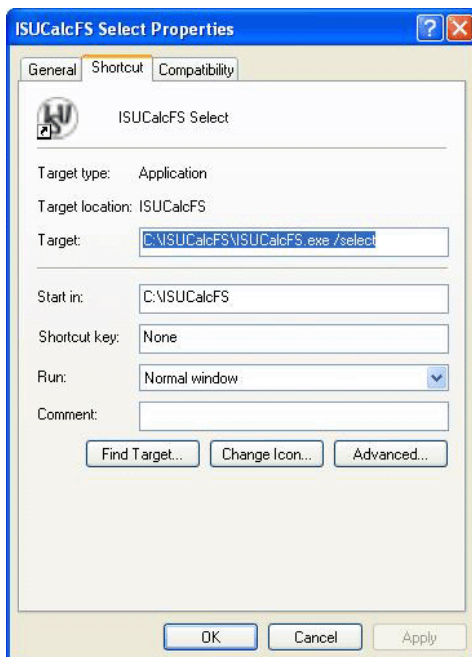 ISUCalcFS Select Properties
General Shortcut Compatibility
ISUCalcFS Select
Target type: Application
Target location: ISUCalcFS
Target: C:\ISUCalcFS\ISUCalcFS.exe /select
Start in: C:\ISUCalcFS
Shortcut key: None
Run: Normal window
Comment:
Find Target... Change Icon... Advanced...
OK Cancel Apply